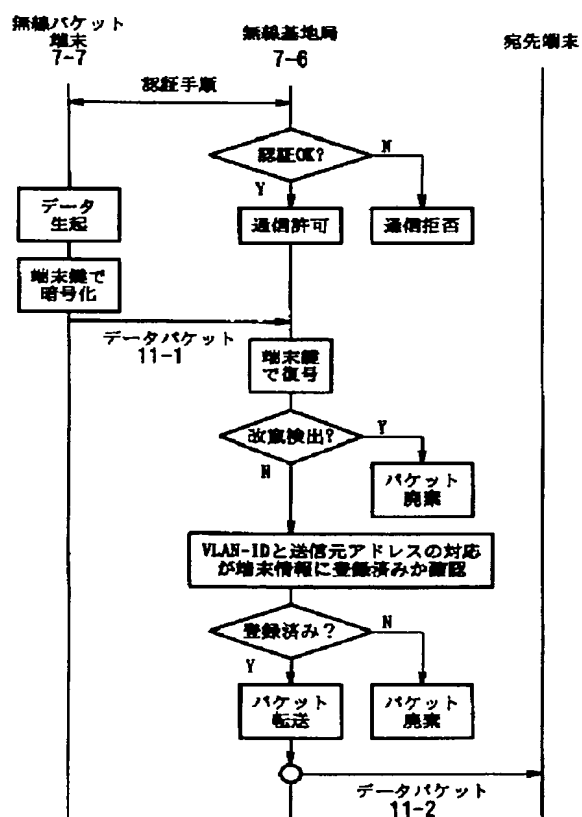 無線パケット
端末
7-7
無線基地局
7-6
宛先端末
認証手順
認証OK?
N
Y
データ
生起
通信許可
通信拒否
端末鍵で
暗号化
データパケット
11-1
端末鍵
で復号
改竄検出?
Y
N
パケット
廃棄
VLAN-IDと送信元アドレスの対応
が端末情報に登録済みか確認
登録済み?
N
Y
パケット
転送
パケット
廃棄
データパケット
11-2